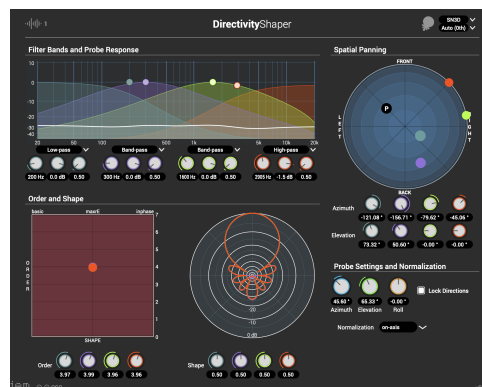 DirectivityShaper
SN3D
Auto (0th)
Filter Bands and Probe Response
Spatial Panning
10
0
-10
-20
-30
-40
20 50 100 200 500 1k 2k 5k 10k 20k
Low-pass Band-pass Band-pass High-pass
200 Hz 0.0 dB 0.50 300 Hz 0.0 dB 0.50 1600 Hz 0.0 dB 0.50 2905 Hz -1.5 dB 0.50
FRONT
LEFT
P
BACK
Azimuth
-121.08 ° -156.71 ° -79.62 ° -45.06 °
Elevation
73.32 ° 50.60 ° -0.00 ° -0.00 °
Order and Shape
basic maxrE inphase
7
6
5
4
3
2
1
0
ORDER
SHAPE
-20
-10
0 dB
Order
3.97 3.99 3.96 3.96
Shape
0.50 0.50 0.50 0.50
Probe Settings and Normalization
45.60 ° 65.33 ° -0.00 °
Azimuth Elevation Roll
Lock Directions
Normalization on-axis